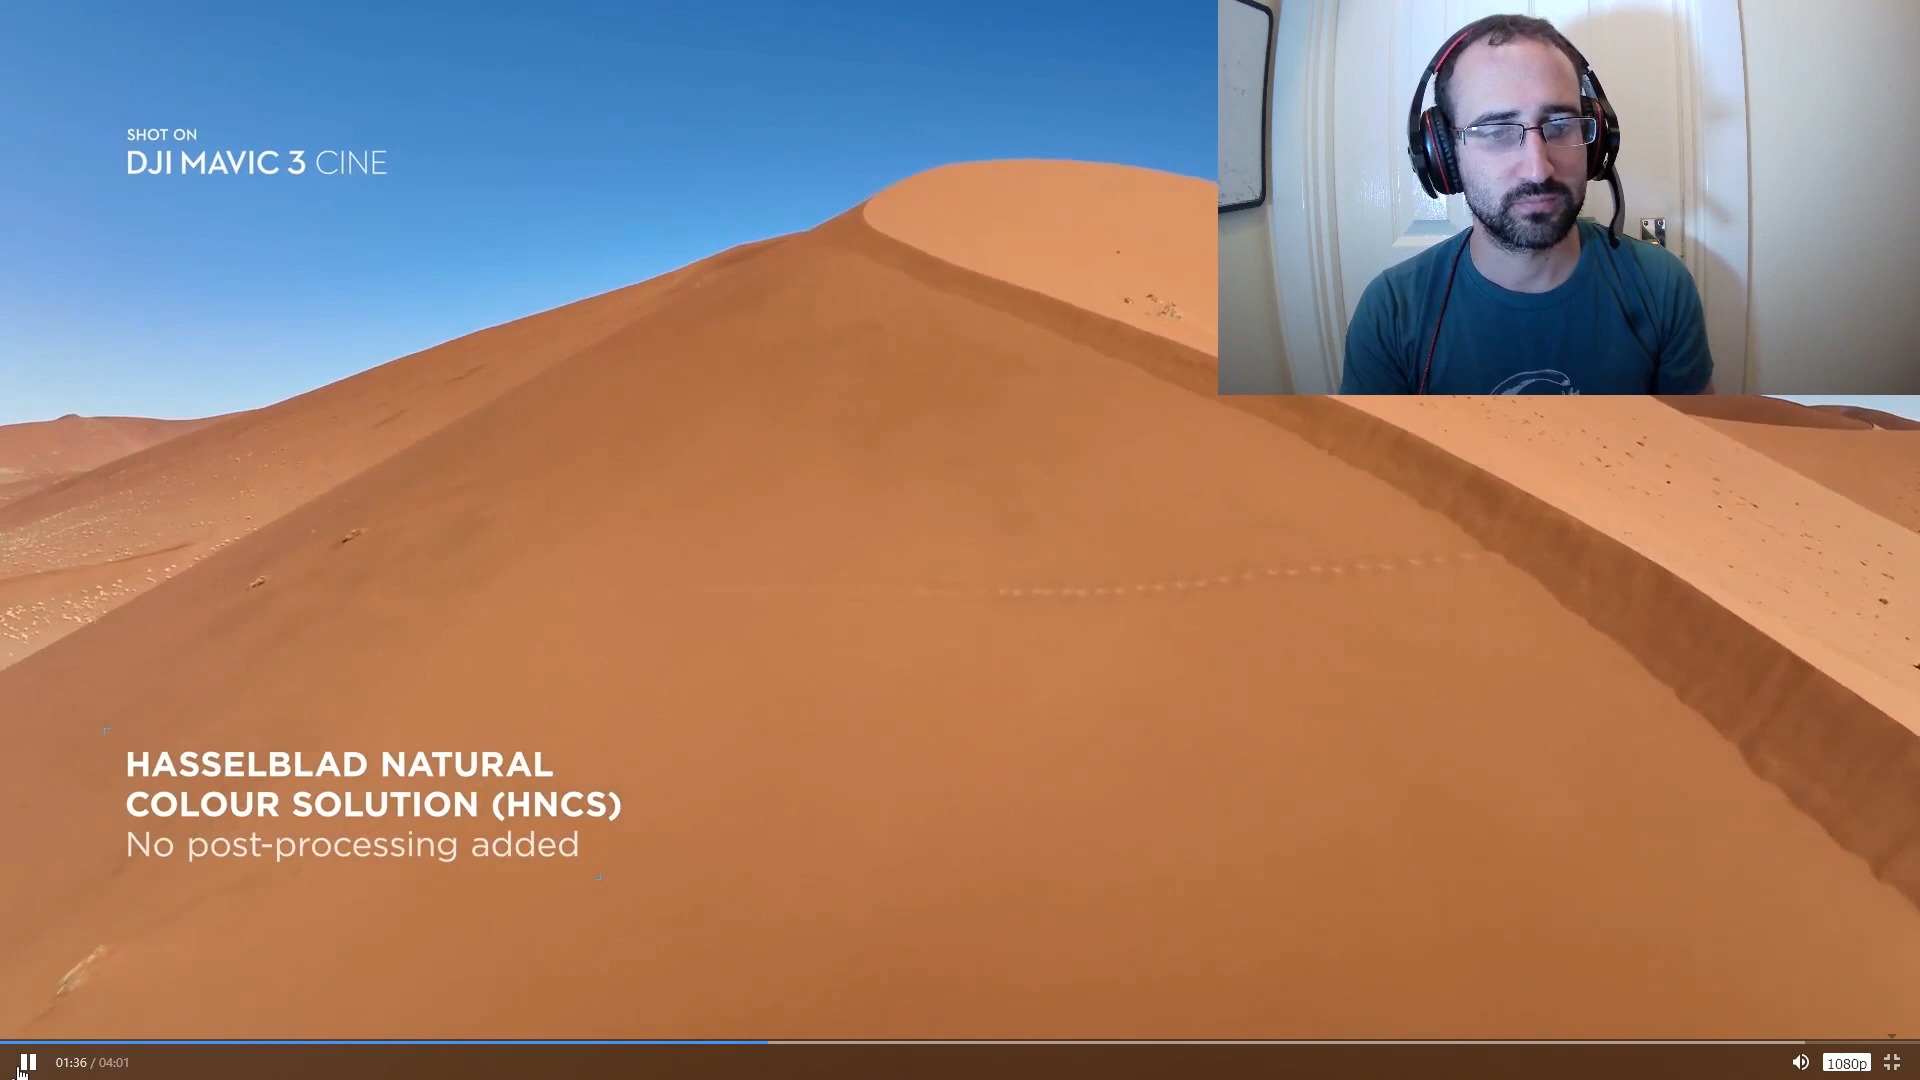 SHOT ON
DJI MAVIC 3 CINE
HASSELBLAD NATURAL
COLOUR SOLUTION (HNCS)
No post-processing added
01:36 / 04:01
1080p